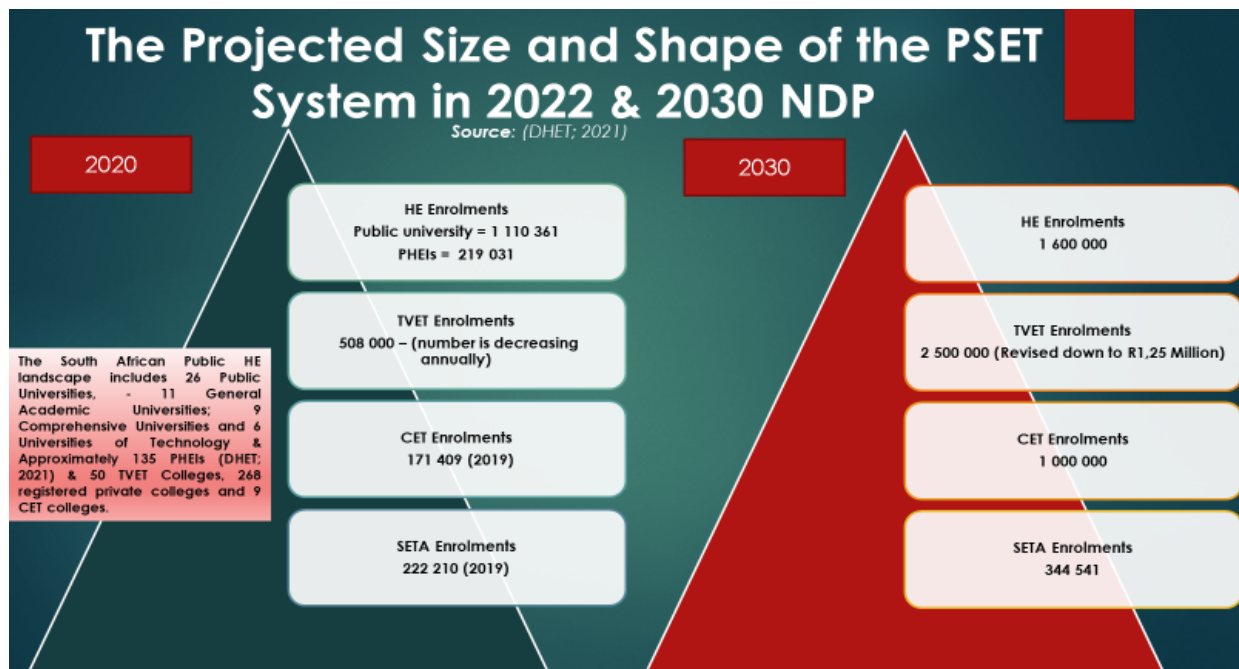 The Projected Size and Shape of the PSET
System in 2022 & 2030 NDP
Source: (DHET; 2021)
2020
HE Enrolments
Public university = 1 110 361
PHEIs = 219 031
TVET Enrolments
508 000 – (number is decreasing
annually)
CET Enrolments
171 409 (2019)
SETA Enrolments
222 210 (2019)
The South African Public HE
landscape includes 26 Public
Universities, - 11 General
Academic Universities; 9
Comprehensive Universities and 6
Universities of Technology &
Approximately 135 PHEIs (DHET;
2021) & 50 TVET Colleges, 268
registered private colleges and 9
CET colleges.
2030
HE Enrolments
1 600 000
TVET Enrolments
2 500 000 (Revised down to R1,25 Million)
CET Enrolments
1 000 000
SETA Enrolments
344 541